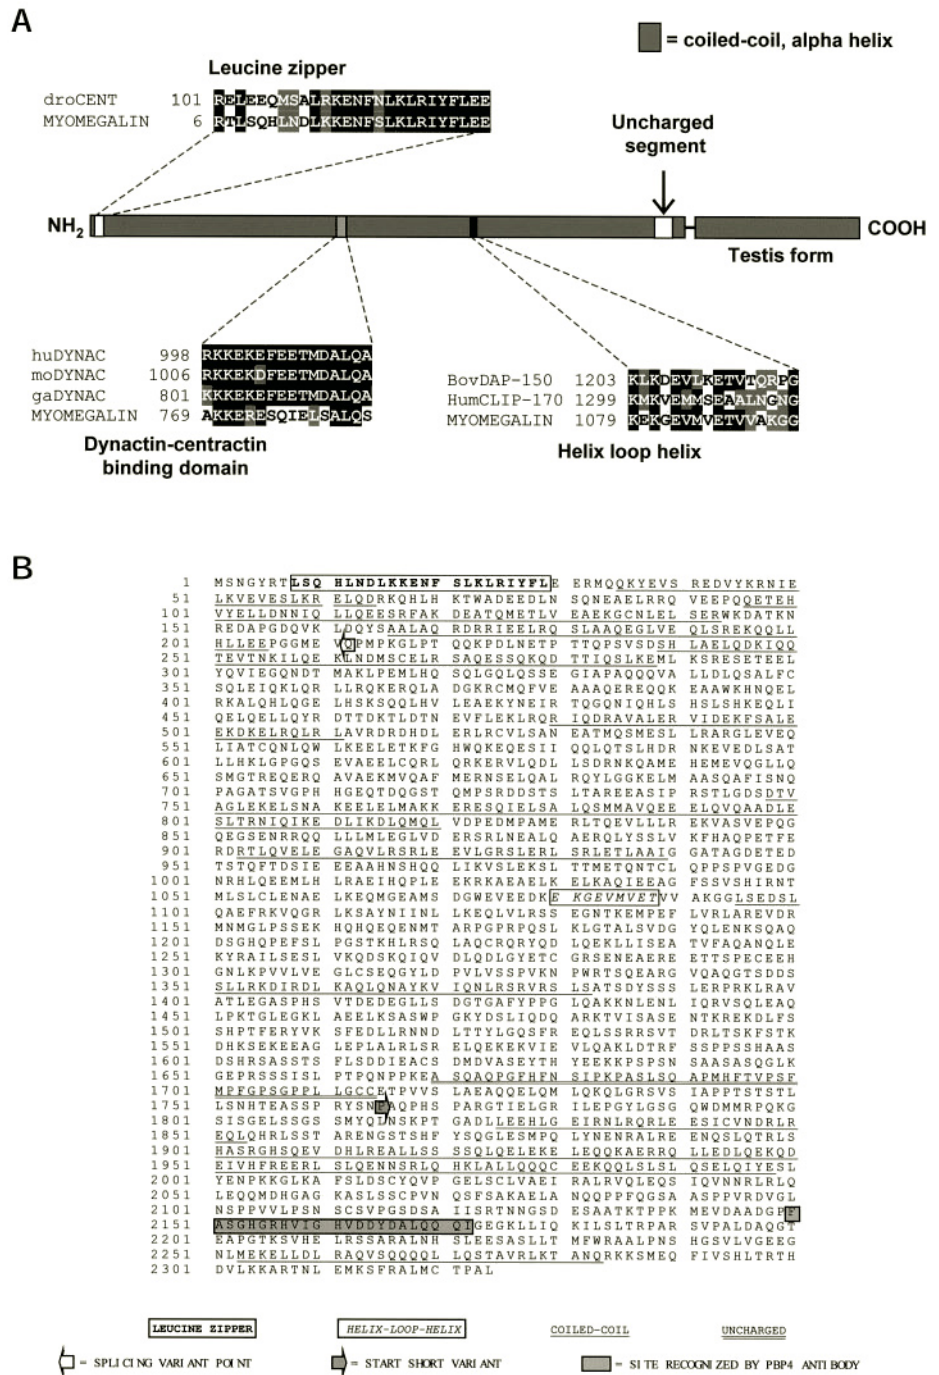 A
= coiled-coil, alpha helix
Leucine zipper
droCENT 101 RELEEQMSALRKENFNLKLRIYFLEE
MYOMEGALIN 6 RTLSQHLNDLKKENFSLKLRIYFLEE
Uncharged
segment
NH2
COOH
Testis form
huDYNAC 998 RKKEKEFEETMDALQA
moDYNAC 1006 RKKEKDFEETMDALQA
gaDYNAC 801 KKKEKEFEETMDALQA
MYOMEGALIN 769 AKKERESQIELSALQS
Dynactin-centractin
binding domain
BovDAP-150 1203 KLKDEVLKETVTQRPG
HumCLIP-170 1299 KMKVEMMSEAALNGNG
MYOMEGALIN 1079 EKGEVMVETVVAKGG
Helix loop helix
B
1 MSNGYRTLSQ HLNDLKKENF SLKLRIYFLE ERMQQKYEVS REDVYKRNIE
51 LKVEVESLKR ELQDRKQHLH KTWADEEDLN SQNEAELRRQ VEEPQQETEH
101 VYELLDNNIQ LLQEESRFAK DEATQMETLV EAEKGCNLEL SERWKDATKN
151 REDAPGDQVK LDQYSAALAQ RDRRIEELRQ SLAAQEGLVE QLSREKQQLL
201 HLLEEPGGME VQPMPKGLPT QQKPDLNETP TTQPSVSDSH LAELQDKIQQ
251 TEVTNKILQE KLNDMSCELR SAQESSQKQD TTIQSLKEML KSRESETEEL
301 YQVIEGQNDT MAKLPEMLHQ SQLGQLQSSE GIAPAQQQVA LLDLQSALFC
351 SQLEIQKLQR LLRQKERQLA DGKRCMQFVE AAAQEREQQK EAAWKHNQEL
401 RKALQHLQGE LHSKSQQLHV LEAEKYNEIR TQGQNIQHLS HSLSHKEQLI
451 QELQELLQYR DTTDKTLDTN EVFLEKLRQR IQDRAVALER VIDEKFSALE
501 EKDKELRQLR LAVRDRDHDL ERLRCVLSAN EATMQSMESL LRARGLEVEQ
551 LIATCQNLQW LKEELETKFG HWQKEQESII QQLQTSLHDR NKEVEDLSAT
601 LLHKLGPGQS EVAEELCQRL QRKERVLQDL LSDRNKQAME HEMEVQGLLQ
651 SMGTREQERQ AVAEKMVQAF MERNSELQAL RQYLGGKELM AASQAFISNQ
701 PAGATSVGPH HGEQTDQGST QMPSRDDSTS LTAREEASIP RSTLGDSDTV
751 AGLEKELSNA KEELELMAKK ERESQIELSA LQSMMAVQEE ELQVQAADLE
801 SLTRNIQIKE DLIKDLQMQL VDPEDMPAME RLTQEVLLLR EKVASVEPQG
851 QEGSENRRQQ LLLMLEGLVD ERSRLNEALQ AERQLYSSLV KFHAQPETFE
901 RDRTLQVELE GAQVLRSRLE EVLGRSLERL SRLETLAAIG GATAGDETED
951 TSTQFTDSIE EEAAHNSHQQ LIKVSLEKSL TTMETQNTCL QPPSPVGEDG
1001 NRHLQEEMLH LRAEIHQPLE EKRKAEAELK ELKAQIEEAG FSSVSHIRNT
1051 MLSLCLENAE LKEQMGEAMS DGWEVEEDKE KGEVMVETVV AKGGLSEDSL
1101 QAEFRKVQGR LKSAYNIINL LKEQLVLRSS EGNTKEMPEF LVRLAREVDR
1151 MNMGLPSSEK HQHQEQENMT ARPGPRPQSL KLGTALSVDG YQLENKSQAQ
1201 DSGHQPEFSL PGSTKHLRSQ LAQCRQRYQD LQEKLLISEA TVFAQANQLE
1251 KYRAILSESL VKQDSKQIQV DLQDLGYETC GRSENEAERE ETTSPECEEH
1301 GNLKPVVLVE GLCSEQGYLD PVLVSSPVKN PWRTSQEARG VQAQGTSDDS
1351 SLLRKDIRDL KAQLQNAYKV IQNLRSRVRS LSATSDYSSS LERPRKLRAV
1401 ATLEGASPHS VTDEDEGLLS DGTGAFYPPG LQAKKNLENL IQRVSQLEAQ
1451 LPKTGLEGKL AEELKSASWP GKYDSLIQDQ ARKTVISASE NTKREKDLFS
1501 SHPTFERYVK SFEDLLRNND LTTYLGQSFR EQLSSRRSVT DRLTSKFSTK
1551 DHKSEKEEAG LEPLALRLSR ELQEKEKVIE VLQAKLDTRF SSPPSSHAAS
1601 DSHRSASSTS FLSDDIEACS DMDVASEYTH YEEKKPSPSN SAASASQGLK
1651 GEPRSSSISL PTPQNPPKEA SQAQPGFHFN SIPKPASLSQ APMHFTVPSF
1701 MPFGPSGPPL LGCCETPVVS LAEAQQELQM LQKQLGRSVS IAPPTSTSTL
1751 LSNHTEASSP RYSNPAQPHS PARGTIELGR ILEPGYLGSG QWDMMRPQKG
1801 SISGELSSGS SMYQLNSKPT GADLLEEHLG EIRNLRQRLE ESICVNDRLR
1851 EQLQHRLSST ARENGSTSHF YSQGLESMPQ LYNENRALRE ENQSLQTRLS
1901 HASRGHSQEV DHLREALLSS SSQLQELEKE LEQQKAERRQ LREDLQEKQD
1951 EIVHFREERL SLQENNSRLQ HKLALLQQQC EEKQQLSLSL QSELQIYESL
2001 YENPKKGLKA FSLDSCYQVP GELSCLVAEI RALRVQLEQS IQVNNRLRLQ
2051 LEQQMDHGAG KASLSSCPVN QSFSAKAELA NQQPPFQGSA ASPPVRDVGL
2101 NPPVVLPSNS CSVPGSDSAI ISRTNNGSDE SAATKTPPKM EVDAADGPF
2151 ASGHGRHVIG HVDDYDALQQ QIGEGKLLIQ KILSLTRPAR SVPALDAQGT
2201 EAPGTKSVHE LRSSARALNH SLEESASLLT MFWRAALPNS HGSVLVGEEG
2251 NLMEKELLDL RAQVSQQQQL LQSTAVRLKT ANQRKKSMEQ FIVSHLTRTH
2301 DVLKKARTNL EMKSFRALMC TPAL
LEUCINE ZIPPER
HELIX-LOOP-HELIX
COILED-COIL
UNCHARGED
= SPLICING VARIANT POINT
= START SHORT VARIANT
= SITE RECOGNIZED BY PBP4 ANTIBODY